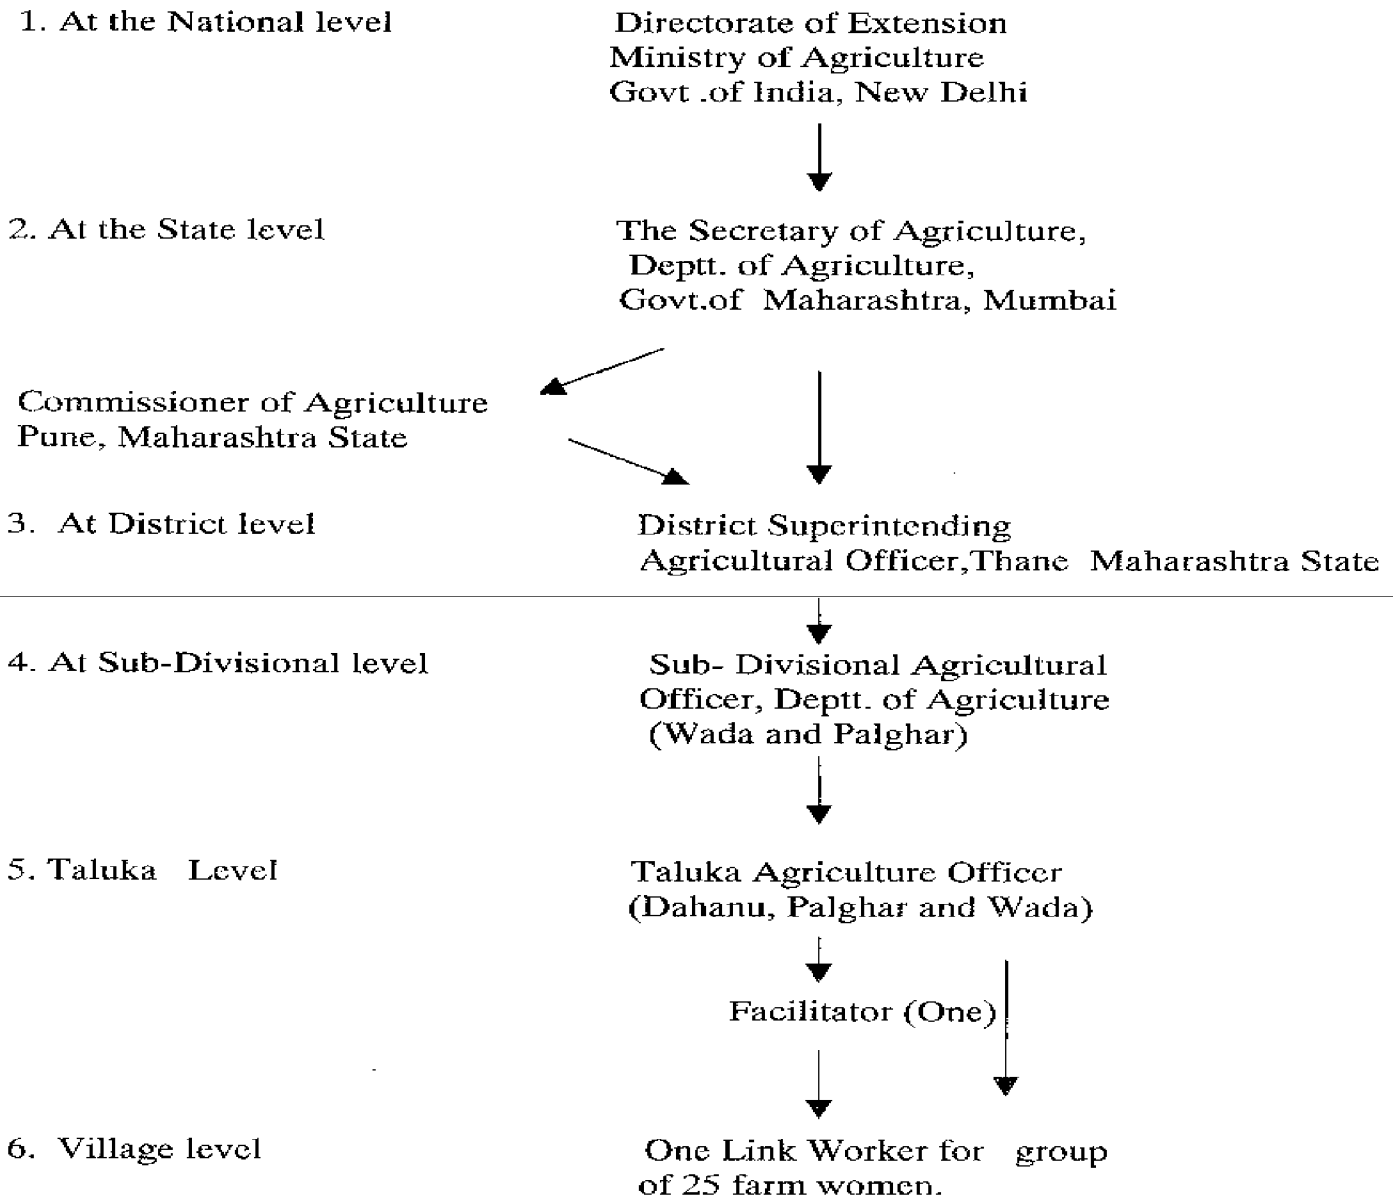 1. At the National level Directorate of Extension
Ministry of Agriculture
Govt .of India, New Delhi
2. At the State level The Secretary of Agriculture,
Deptt. of Agriculture,
Govt.of Maharashtra, Mumbai
Commissioner of Agriculture
Pune, Maharashtra State
3. At District level District Superintending
Agricultural Officer,Thane Maharashtra State
4. At Sub-Divisional level Sub- Divisional Agricultural
Officer, Deptt. of Agriculture
(Wada and Palghar)
5. Taluka Level Taluka Agriculture Officer
(Dahanu, Palghar and Wada)
Facilitator (One)
6. Village level One Link Worker for group
of 25 farm women.